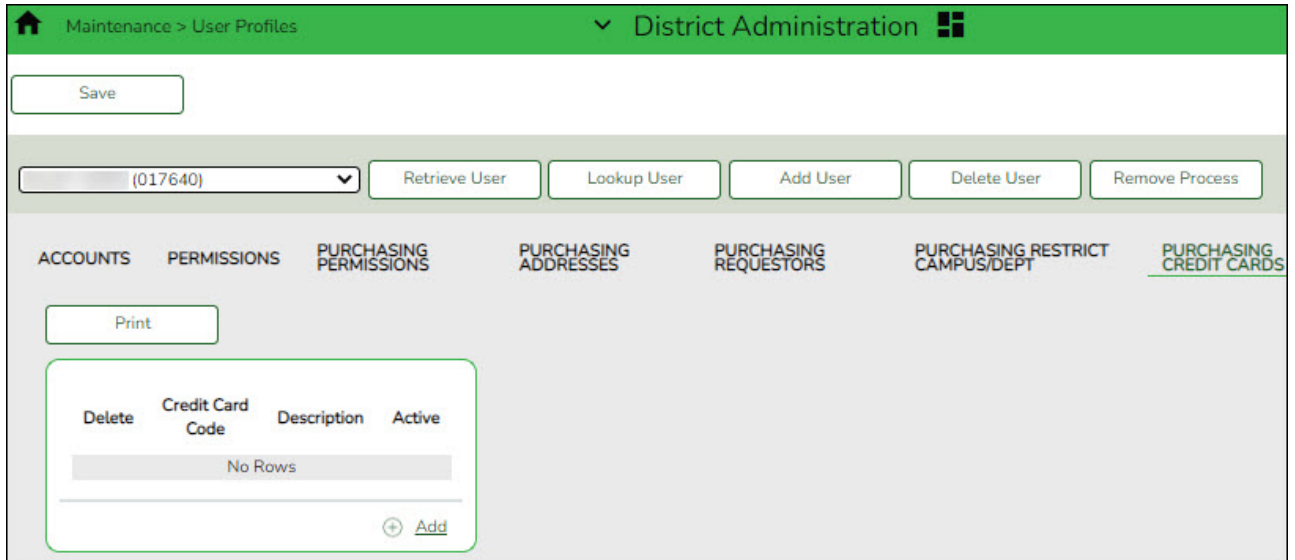 Maintenance > User Profiles
District Administration
Save
(017640)
Retrieve User
Lookup User
Add User
Delete User
Remove Process
ACCOUNTS
PERMISSIONS
PURCHASING
PERMISSIONS
PURCHASING
ADDRESSES
PURCHASING
REQUESTORS
PURCHASING RESTRICT
CAMPUS/DEPT
PURCHASING
CREDIT CARDS
Print
Delete
Credit Card
Code
Description
Active
No Rows
Add